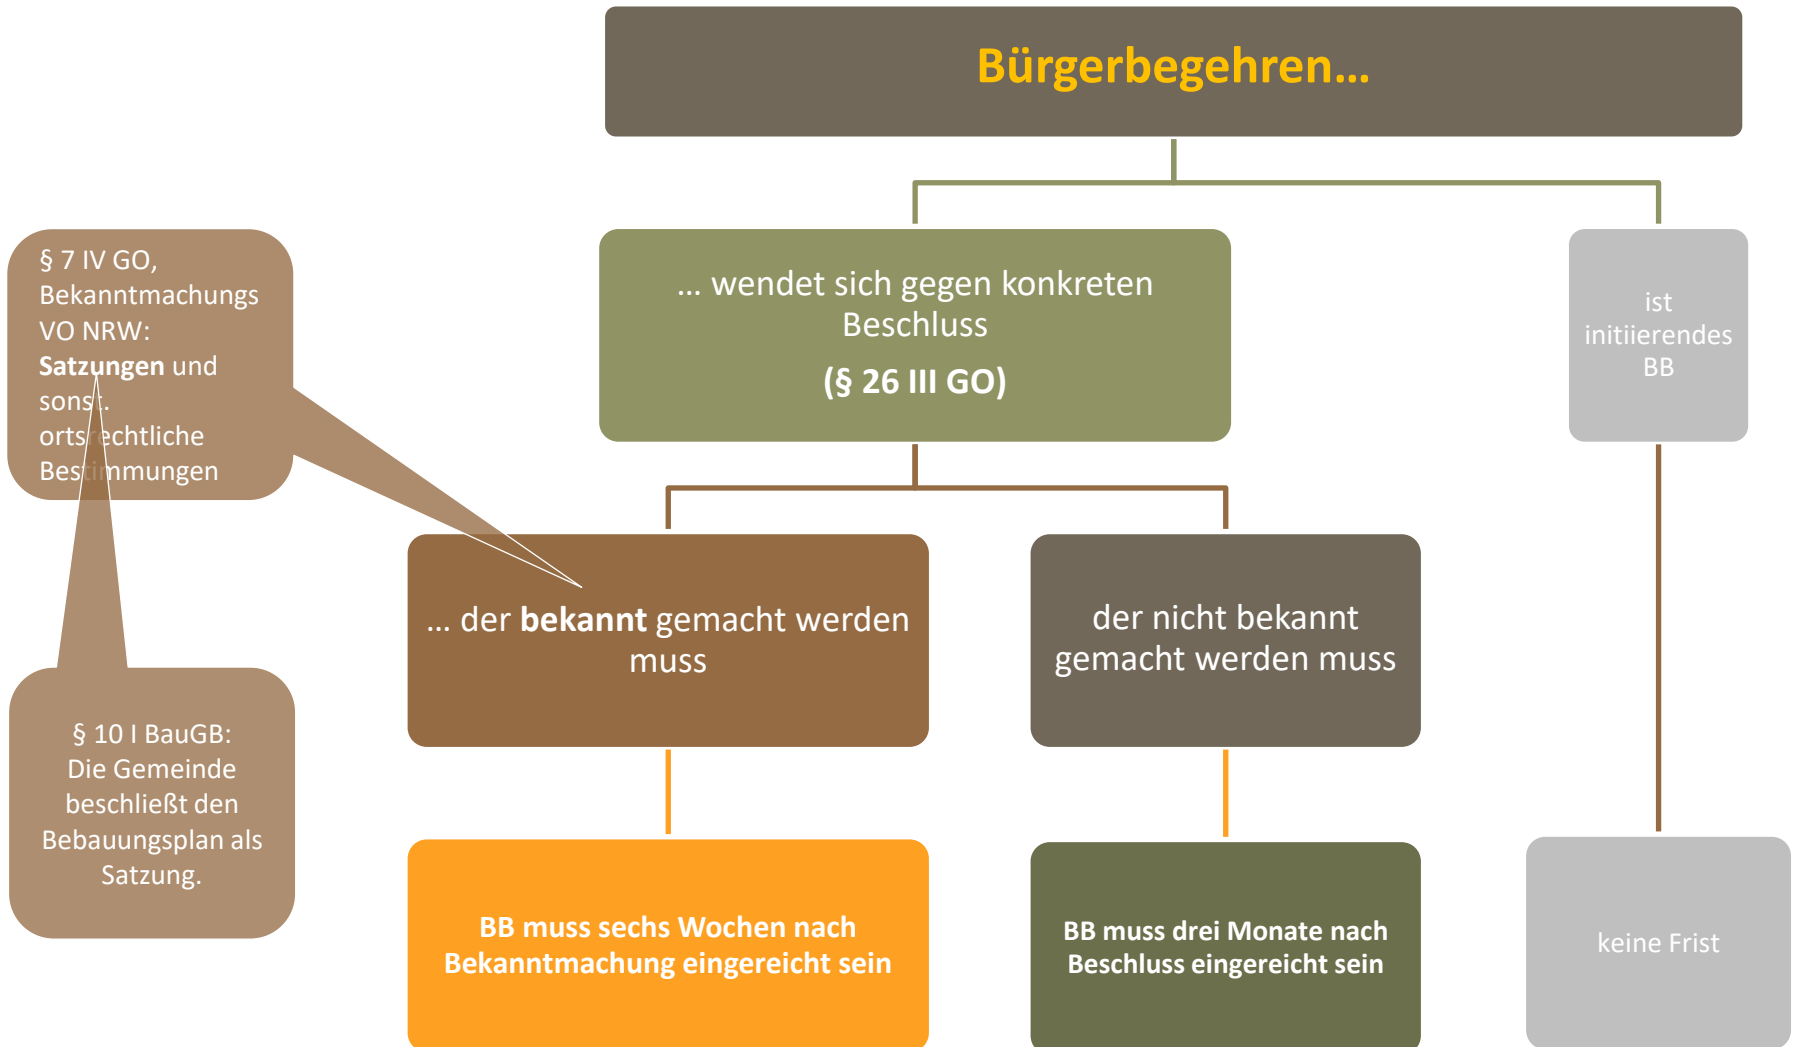 Bürgerbegehren…
§ 7 IV GO,
Bekanntmachungs
VO NRW:
Satzungen und
sonst.
ortsrechtliche
Bestimmungen
… wendet sich gegen konkreten
Beschluss
(§ 26 III GO)
ist
initiierendes
BB
… der bekannt gemacht werden
muss
der nicht bekannt
gemacht werden muss
§ 10 I BauGB:
Die Gemeinde
beschließt den
Bebauungsplan als
Satzung.
BB muss sechs Wochen nach
Bekanntmachung eingereicht sein
BB muss drei Monate nach
Beschluss eingereicht sein
keine Frist